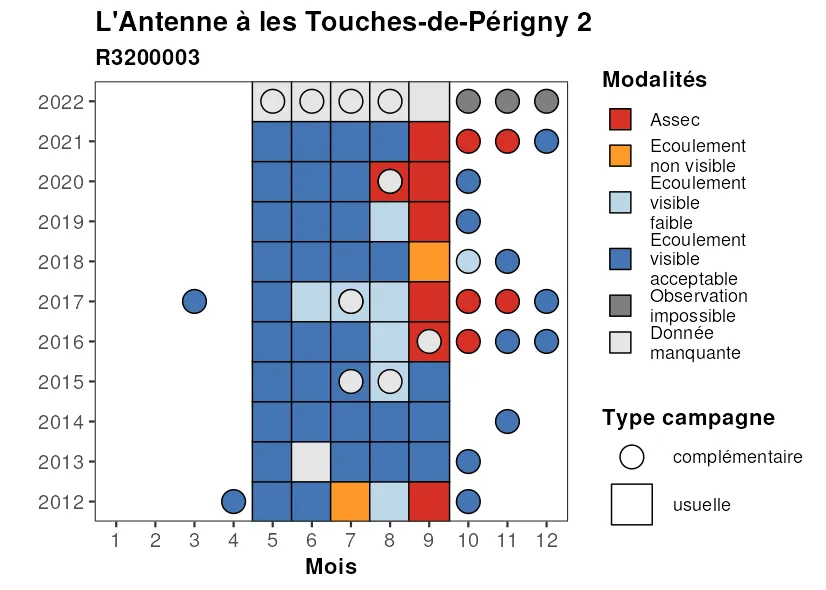 L'Antenne à les Touches-de-Périgny 2
R3200003
2022
2021
2020
2019
2018
2017
2016
2015
2014
2013
2012
1 2 3 4 5 6 7 8 9 10 11 12
Mois
Modalités
Assec
Ecoulement
non visible
Ecoulement
visible
faible
Ecoulement
visible
acceptable
Observation
impossible
Donnée
manquante
Type campagne
complémentaire
usuelle